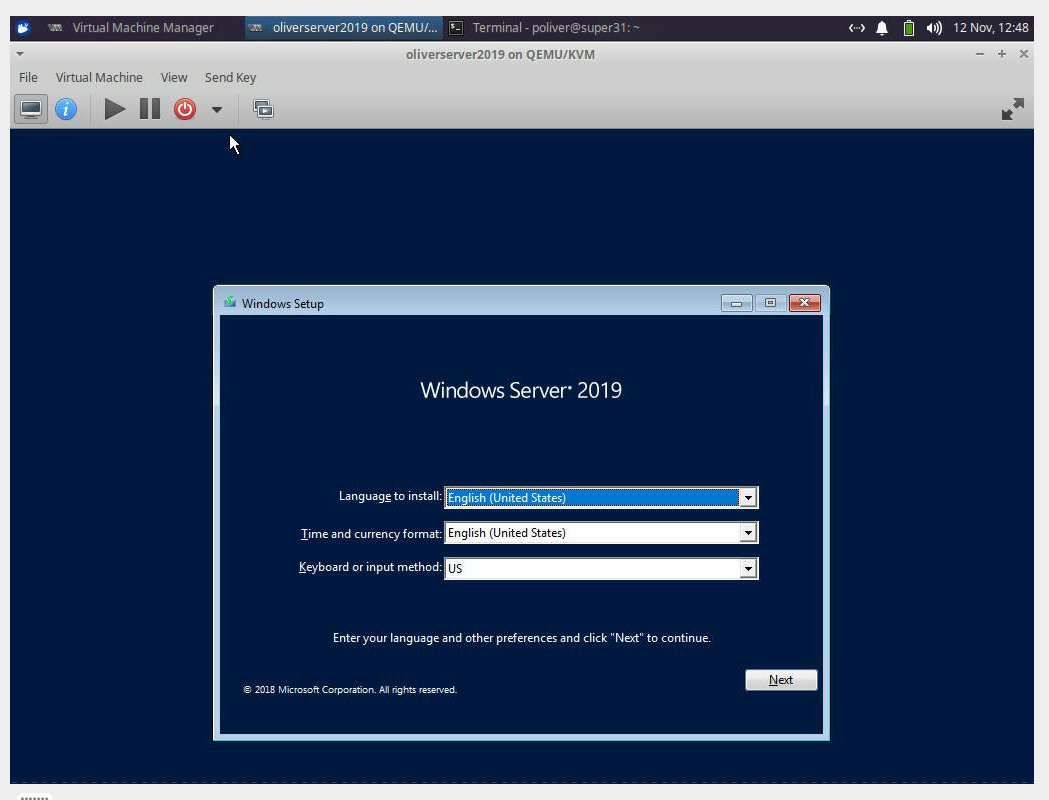 Virtual Machine Manager oliverserver2019 on QEMU/... Terminal - poliver@super31: ~ 12 Nov, 12:48
oliverserver2019 on QEMU/KVM
File Virtual Machine View Send Key
Windows Setup
Windows Server® 2019
Language to install: English (United States)
Time and currency format: English (United States)
Keyboard or input method: US
Enter your language and other preferences and click "Next" to continue.
Next
© 2018 Microsoft Corporation. All rights reserved.